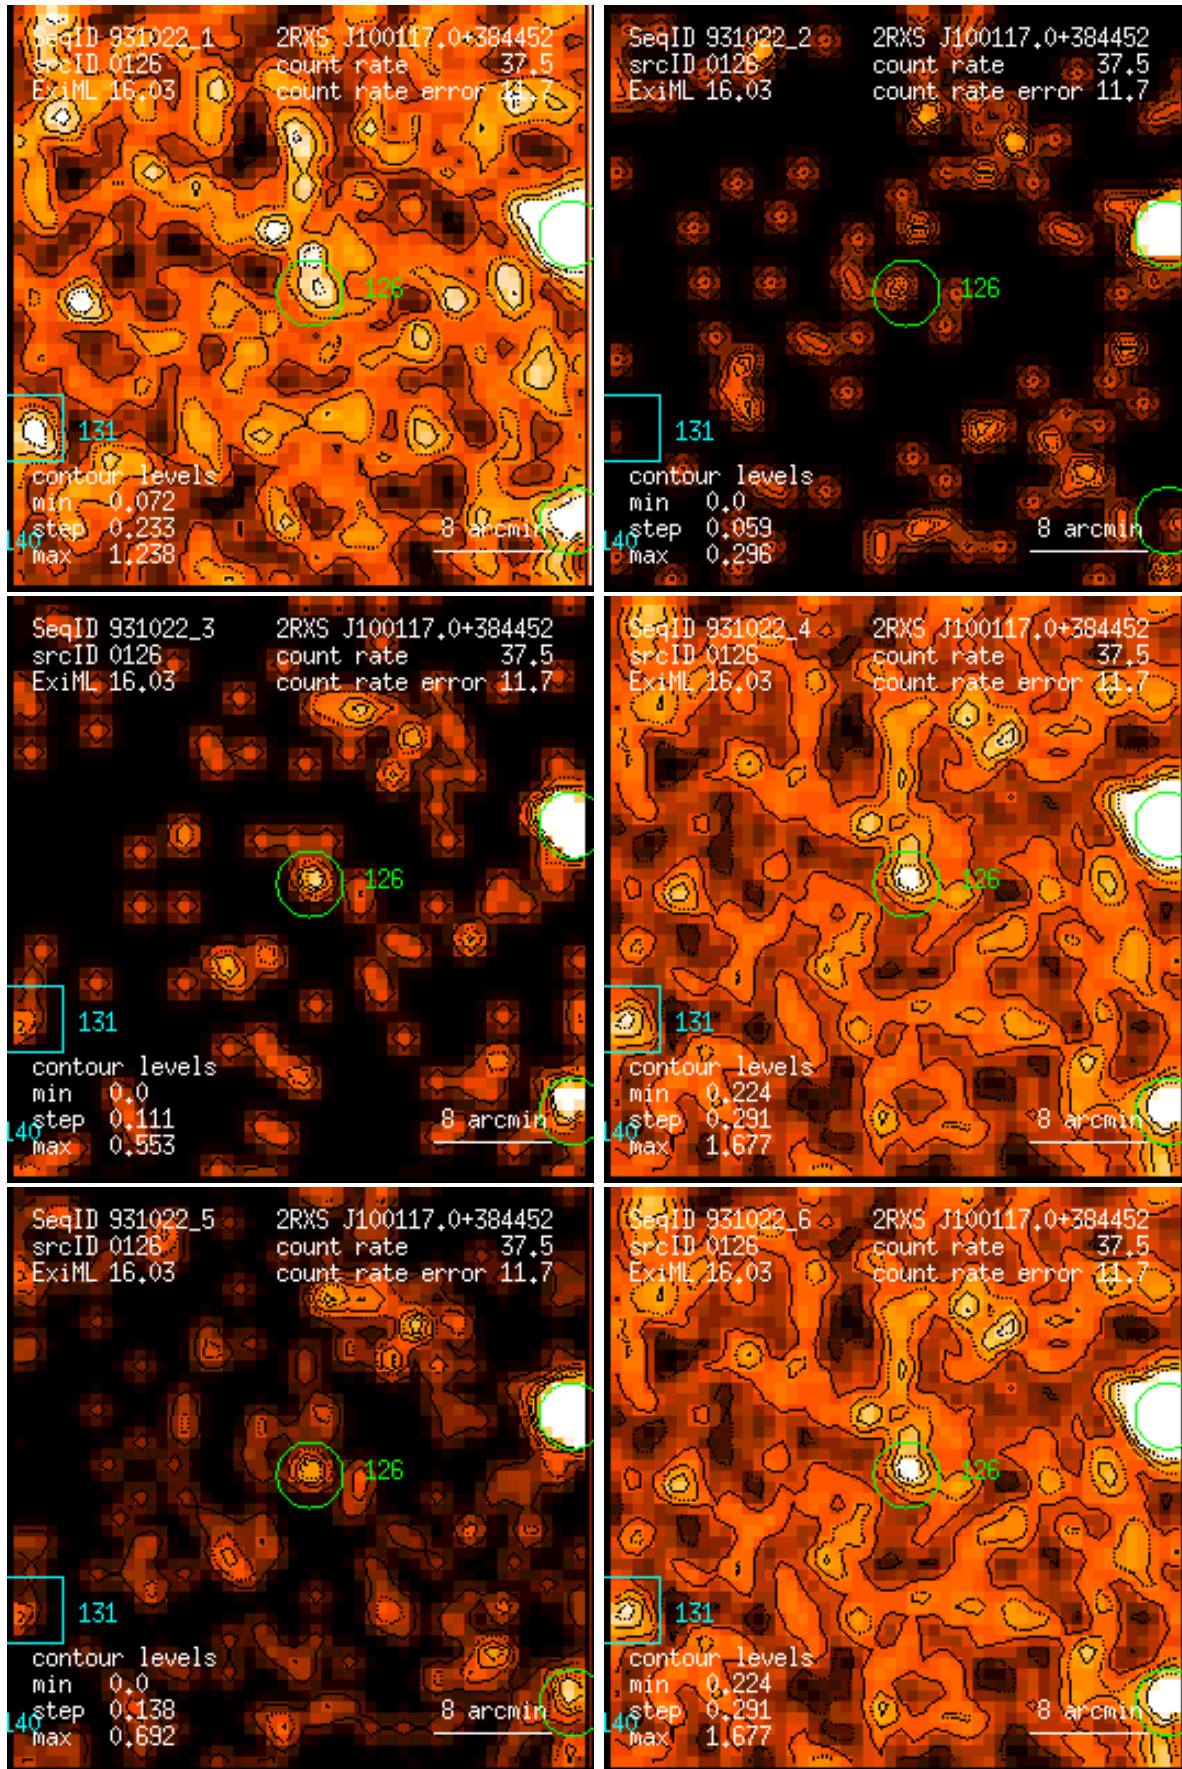 SeqID 931022_1 2RXS J100117.0+384452
srcID 0126 count rate 37.5
ExiML 16.03 count rate error 11.7
126
131
contour levels
min 0.072
step 0.233 8 arcmin
140
max 1.238
SeqID 931022_2 2RXS J100117.0+384452
srcID 0126 count rate 37.5
ExiML 16.03 count rate error 11.7
126
131
contour levels
min 0.0
step 0.059 8 arcmin
140
max 0.296
SeqID 931022_3 2RXS J100117.0+384452
srcID 0126 count rate 37.5
ExiML 16.03 count rate error 11.7
126
131
contour levels
min 0.0
step 0.111 8 arcmin
140
max 0.553
SeqID 931022_4 2RXS J100117.0+384452
srcID 0126 count rate 37.5
ExiML 16.03 count rate error 11.7
126
131
contour levels
min 0.224
step 0.291 8 arcmin
140
max 1.677
SeqID 931022_5 2RXS J100117.0+384452
srcID 0126 count rate 37.5
ExiML 16.03 count rate error 11.7
126
131
contour levels
min 0.0
step 0.138 8 arcmin
140
max 0.692
SeqID 931022_6 2RXS J100117.0+384452
srcID 0126 count rate 37.5
ExiML 16.03 count rate error 11.7
126
131
contour levels
min 0.224
step 0.291 8 arcmin
140
max 1.677